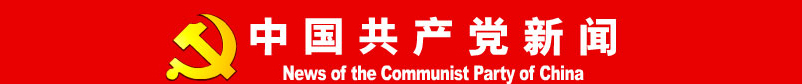 中国共产党新闻
News of the Communist Party of China